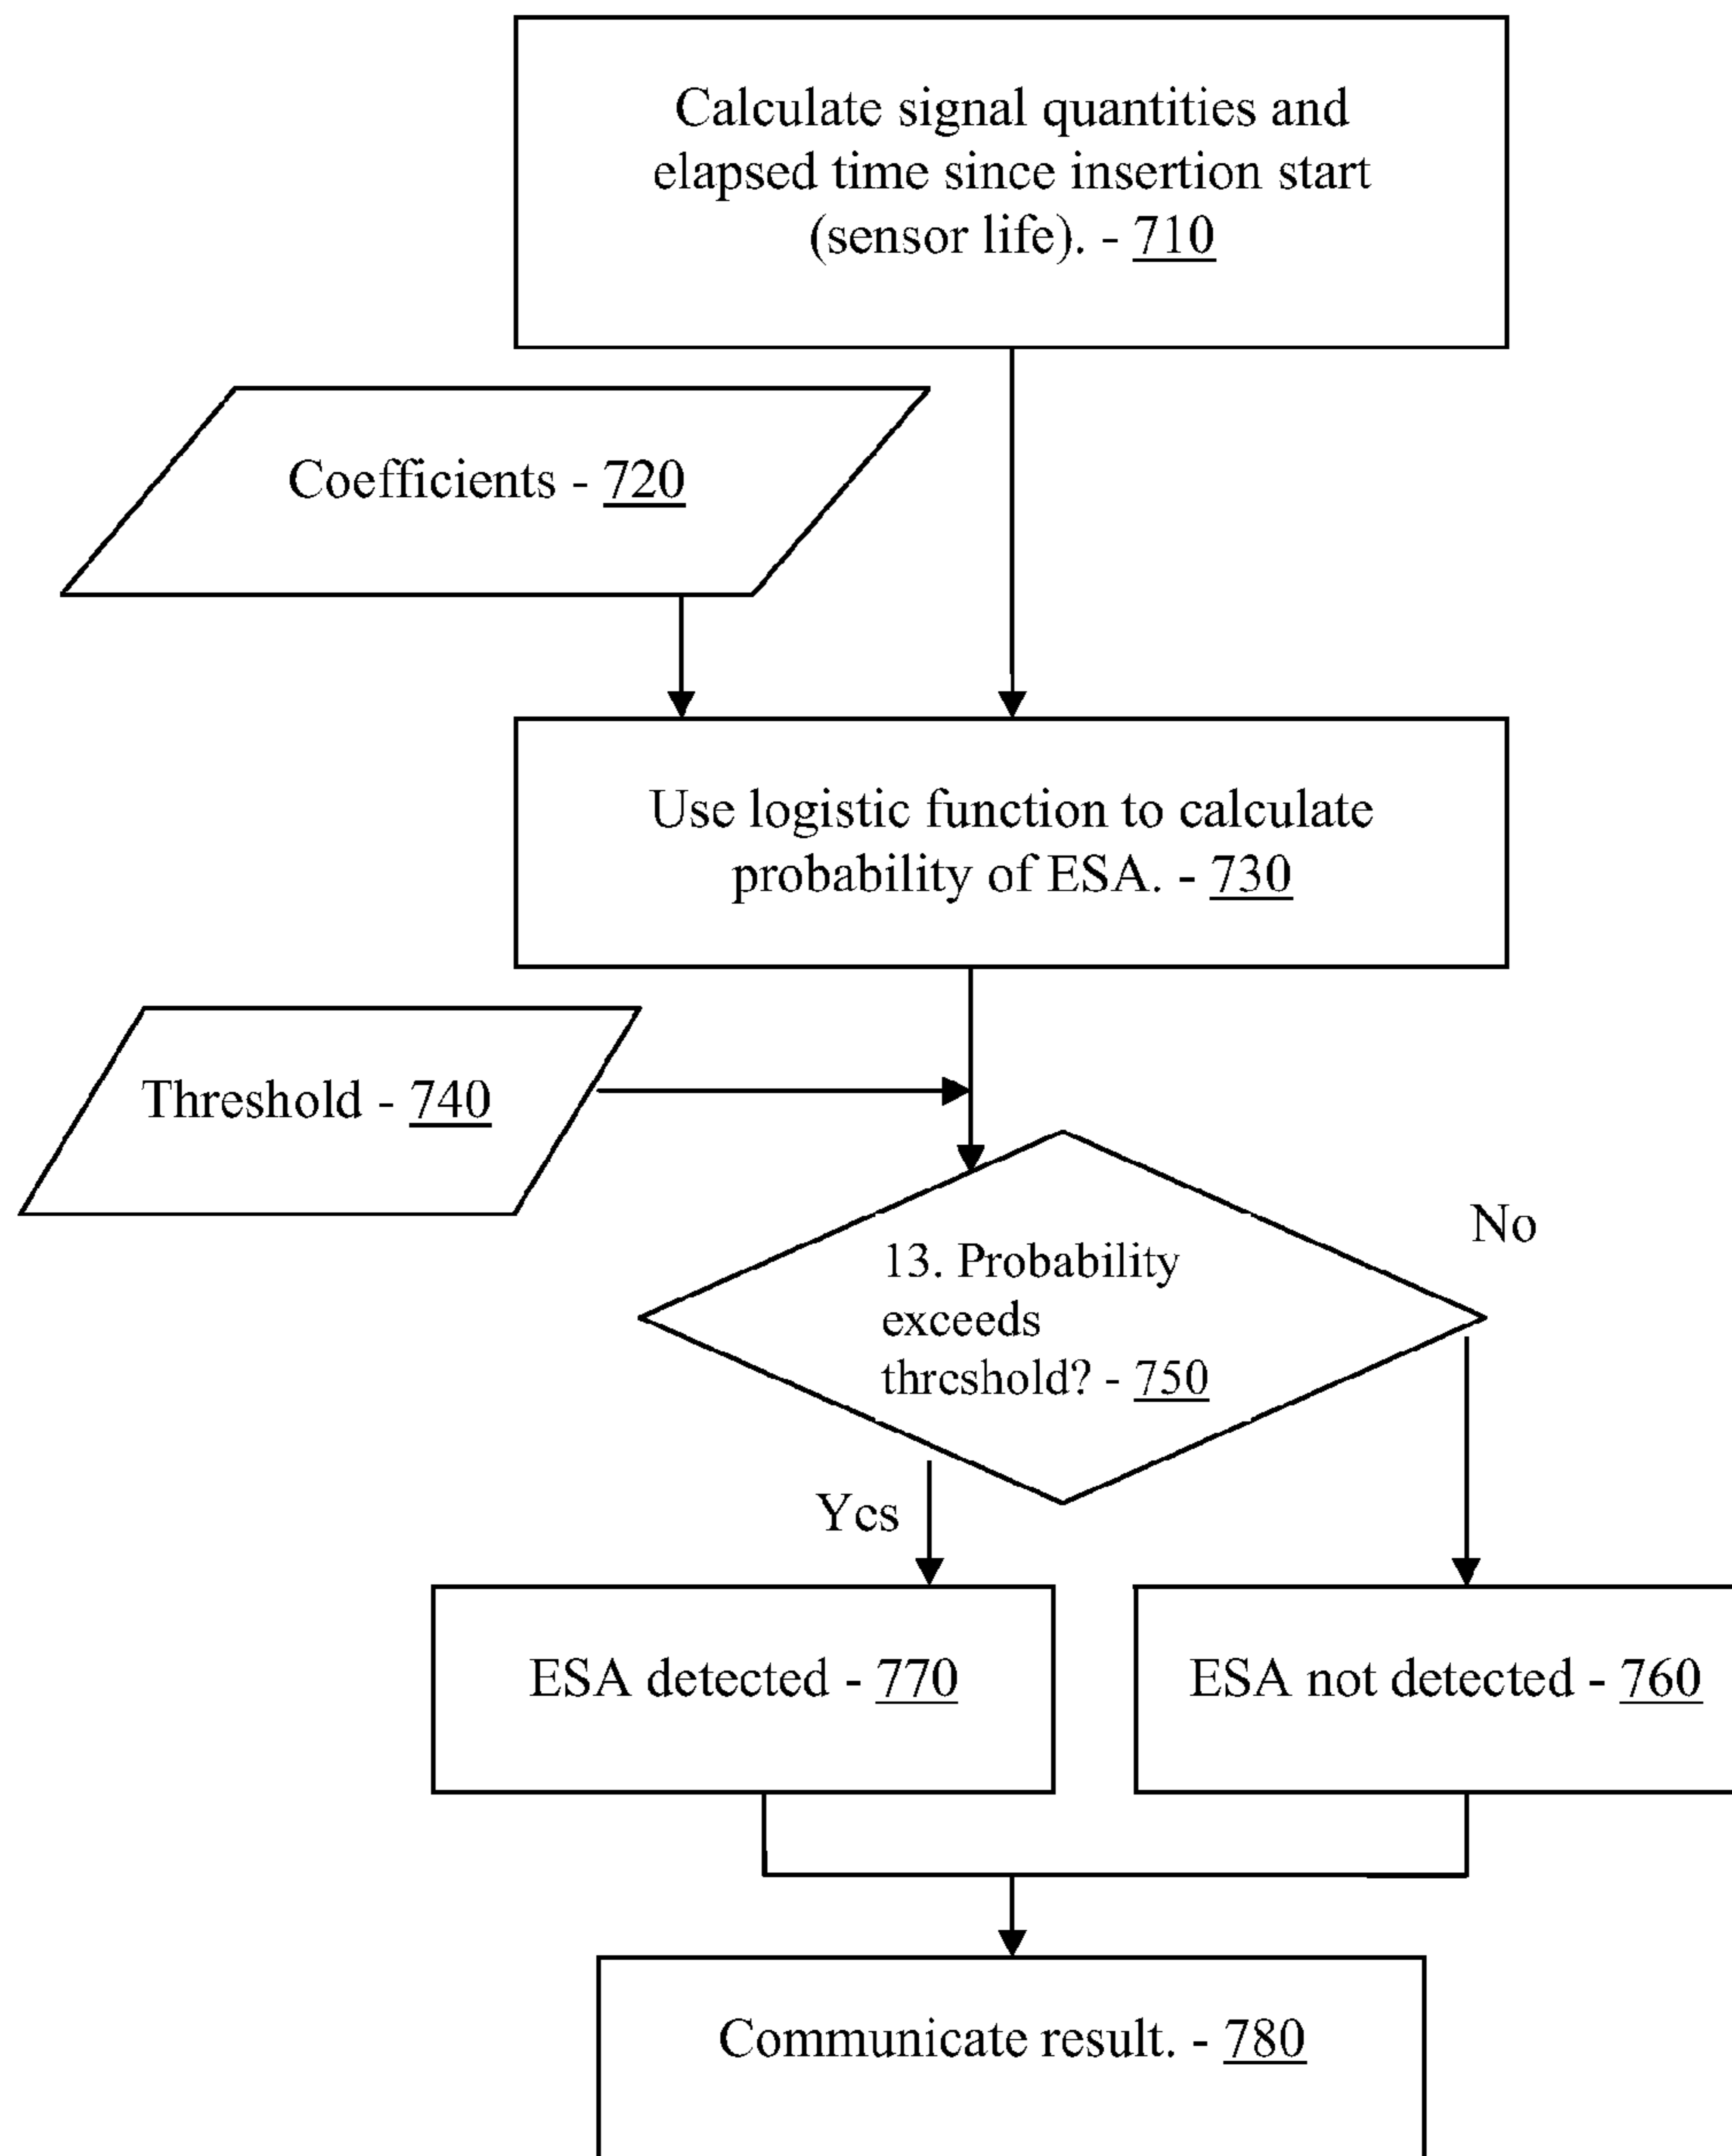 Calculate signal quantities and
elapsed time since insertion start
(sensor life). - 710
Coefficients - 720
Use logistic function to calculate
probability of ESA. - 730
Threshold - 740
No
13. Probability
exceeds
threshold? - 750
Yes
ESA detected - 770
ESA not detected - 760
Communicate result. - 780